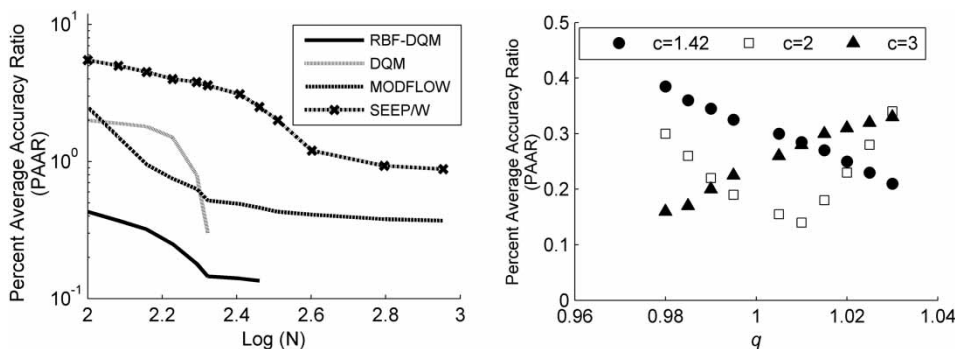 Percent Average Accuracy Ratio
(PAAR)
10^1
10^0
10^-1
2
2.2
2.4
2.6
2.8
3
Log (N)
RBF-DQM
DQM
MODFLOW
SEEP/W
Percent Average Accuracy Ratio
(PAAR)
0.5
0.4
0.3
0.2
0.1
0
0.96
0.98
1
1.02
1.04
q
c=1.42
c=2
c=3